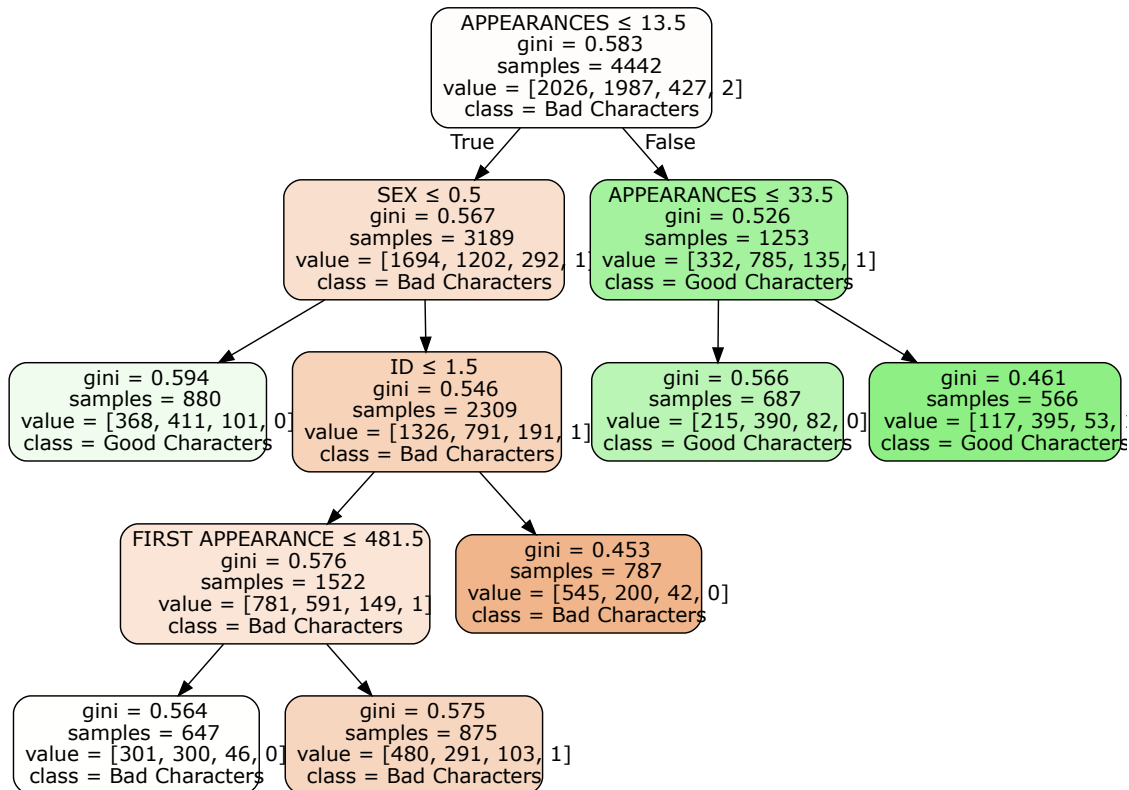 APPEARANCES ≤ 13.5
gini = 0.583
samples = 4442
value = [2026, 1987, 427, 2]
class = Bad Characters
True
False
SEX ≤ 0.5
gini = 0.567
samples = 3189
value = [1694, 1202, 292, 1]
class = Bad Characters
APPEARANCES ≤ 33.5
gini = 0.526
samples = 1253
value = [332, 785, 135, 1]
class = Good Characters
gini = 0.594
samples = 880
value = [368, 411, 101, 0]
class = Good Characters
ID ≤ 1.5
gini = 0.546
samples = 2309
value = [1326, 791, 191, 1]
class = Bad Characters
gini = 0.566
samples = 687
value = [215, 390, 82, 0]
class = Good Characters
gini = 0.461
samples = 566
value = [117, 395, 53,
class = Good Characters
FIRST APPEARANCE ≤ 481.5
gini = 0.576
samples = 1522
value = [781, 591, 149, 1]
class = Bad Characters
gini = 0.453
samples = 787
value = [545, 200, 42, 0]
class = Bad Characters
gini = 0.564
samples = 647
value = [301, 300, 46, 0]
class = Bad Characters
gini = 0.575
samples = 875
value = [480, 291, 103, 1]
class = Bad Characters